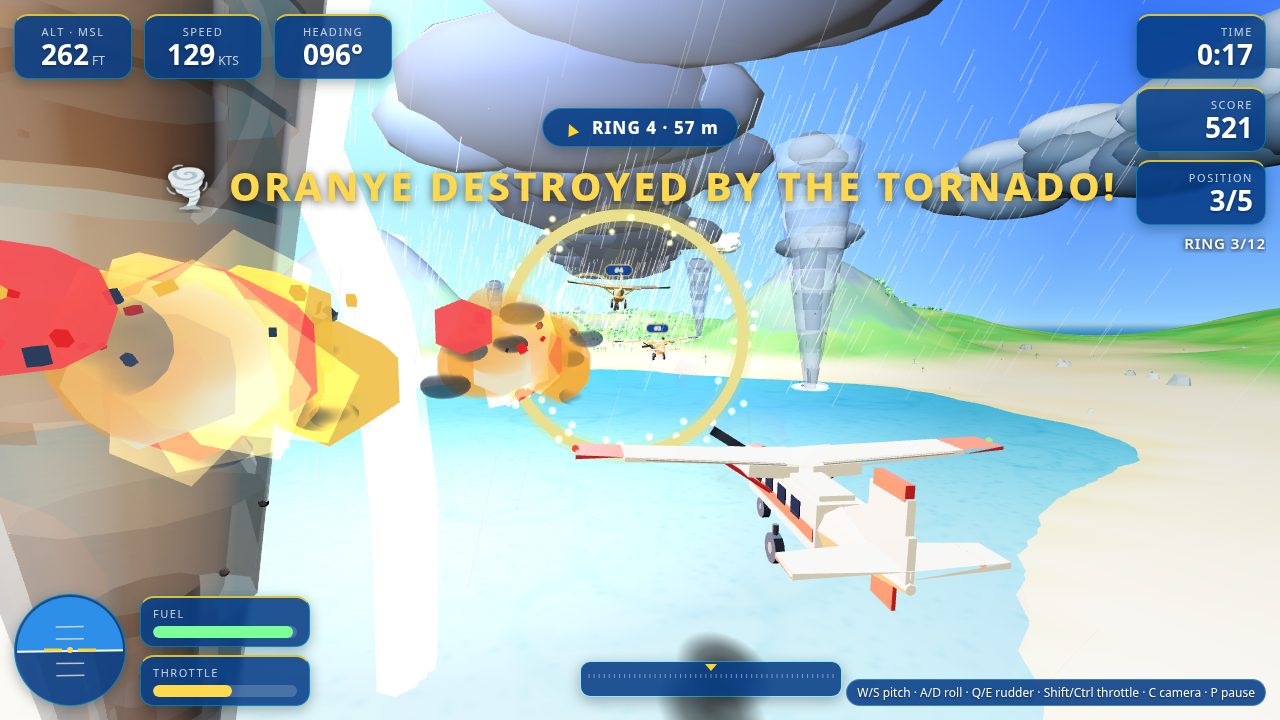 ALT · MSL
262 FT
SPEED
129 KTS
HEADING
096°
TIME
0:17
SCORE
521
POSITION
3/5
RING 3/12
RING 4 · 57 m
ORANYE DESTROYED BY THE TORNADO!
#4
#3
FUEL
THROTTLE
W/S pitch · A/D roll · Q/E rudder · Shift/Ctrl throttle · C camera · P pause